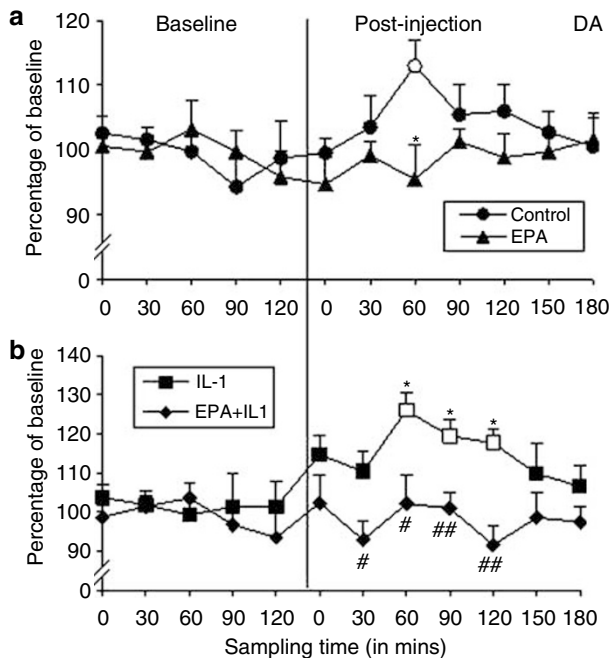 a
Baseline
Post-injection
DA
Percentage of baseline
120
110
100
90
0
*
Control
EPA
0 30 60 90 120 0 30 60 90 120 150 180
b
Percentage of baseline
140
130
120
110
100
90
0
IL-1
EPA+IL1
* * *
# # ## ##
0 30 60 90 120 0 30 60 90 120 150 180
Sampling time (in mins)